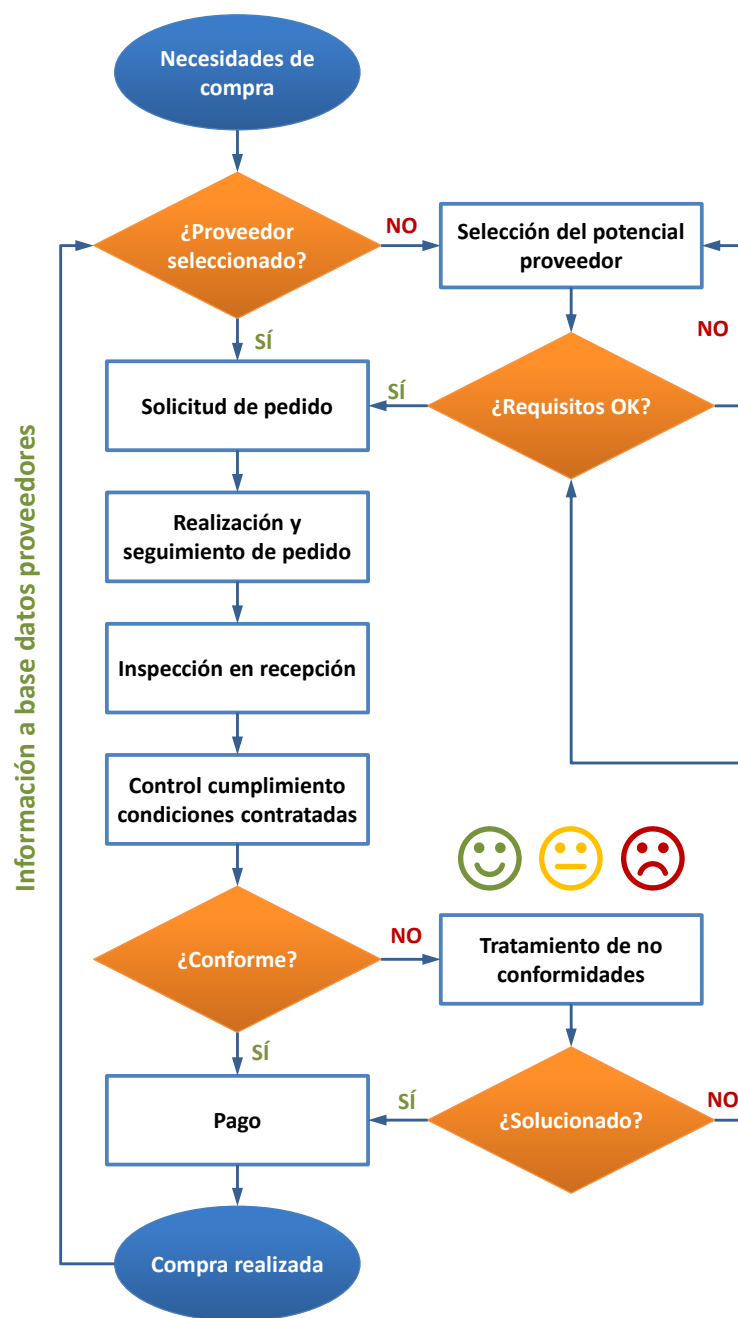 Necesidades de
compra
¿Proveedor
seleccionado?
NO
Selección del potencial
proveedor
SÍ
NO
Solicitud de pedido
SÍ
¿Requisitos OK?
Realización y
seguimiento de pedido
Inspección en recepción
Control cumplimiento
condiciones contratadas
¿Conforme?
NO
Tratamiento de no
conformidades
SÍ
Pago
SÍ
¿Solucionado?
NO
Compra realizada
Información a base datos proveedores